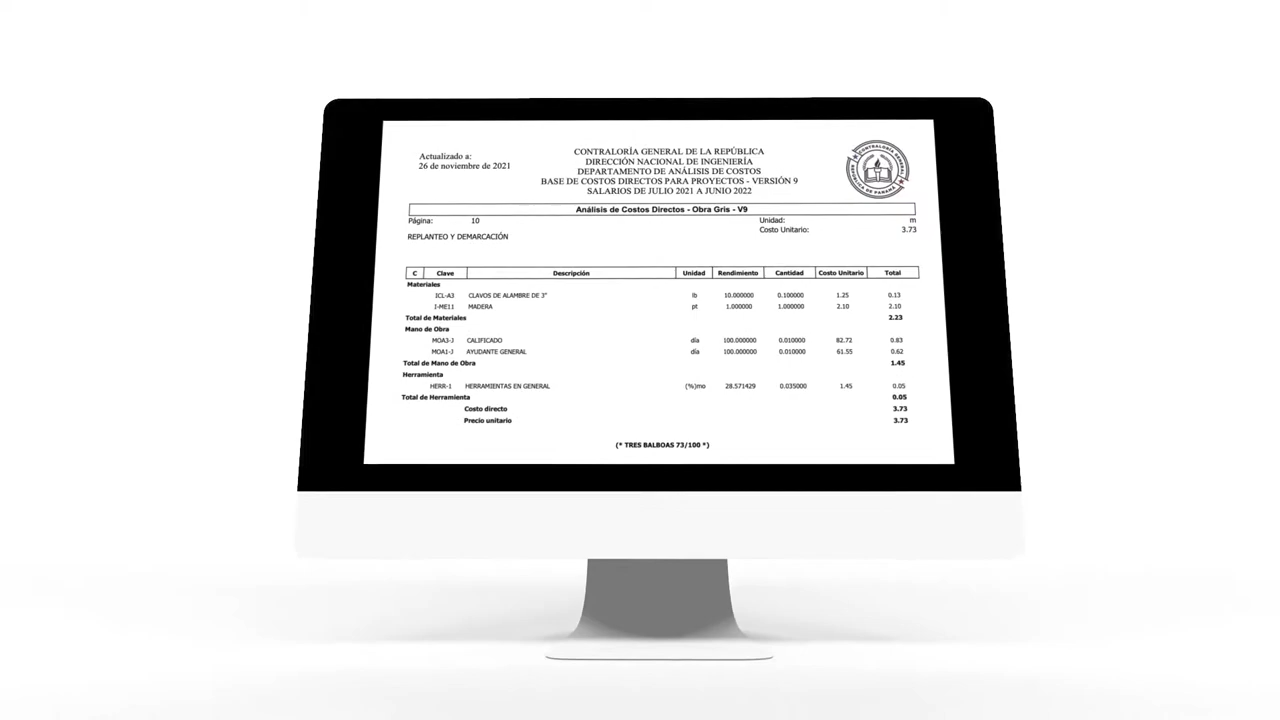 Actualizado a:
26 de noviembre de 2021
CONTRALORÍA GENERAL DE LA REPÚBLICA
DIRECCIÓN NACIONAL DE INGENIERÍA
DEPARTAMENTO DE ANÁLISIS DE COSTOS
BASE DE COSTOS DIRECTOS PARA PROYECTOS - VERSIÓN 9
SALARIOS DE JULIO 2021 A JUNIO 2022
CONTRALORÍA GENERAL
REPÚBLICA DE PANAMÁ
Análisis de Costos Directos - Obra Gris - V9
Página: 10 Unidad: m
Costo Unitario: 3.73
REPLANTEO Y DEMARCACIÓN
C Clave Descripción Unidad Rendimiento Cantidad Costo Unitario Total
Materiales
ICL-A3 CLAVOS DE ALAMBRE DE 3" lb 10.000000 0.100000 1.25 0.13
I-ME11 MADERA pt 1.000000 1.000000 2.10 2.10
Total de Materiales 2.23
Mano de Obra
MOA3-J CALIFICADO día 100.000000 0.010000 82.72 0.83
MOA1-J AYUDANTE GENERAL día 100.000000 0.010000 61.55 0.62
Total de Mano de Obra 1.45
Herramienta
HERR-1 HERRAMIENTAS EN GENERAL (%)mo 28.571429 0.035000 1.45 0.05
Total de Herramienta 0.05
Costo directo 3.73
Precio unitario 3.73
(* TRES BALBOAS 73/100 *)